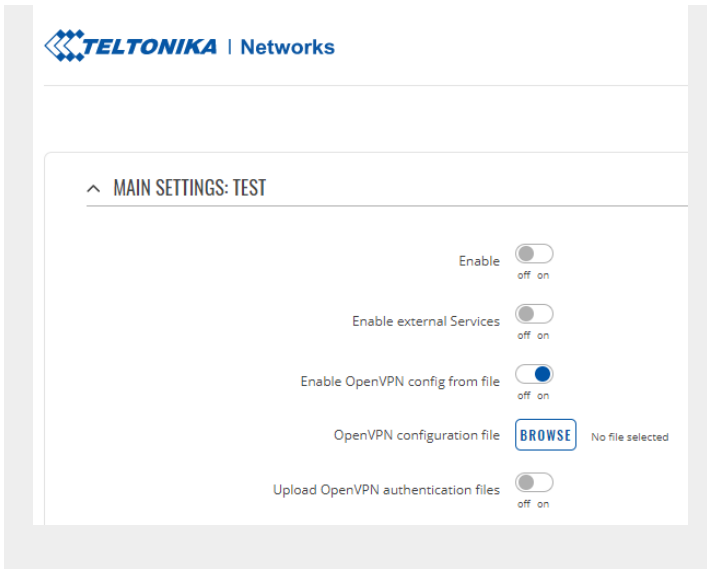 TELTONIKA | Networks
MAIN SETTINGS: TEST
Enable
off on
Enable external Services
off on
Enable OpenVPN config from file
off on
OpenVPN configuration file BROWSE No file selected
Upload OpenVPN authentication files
off on